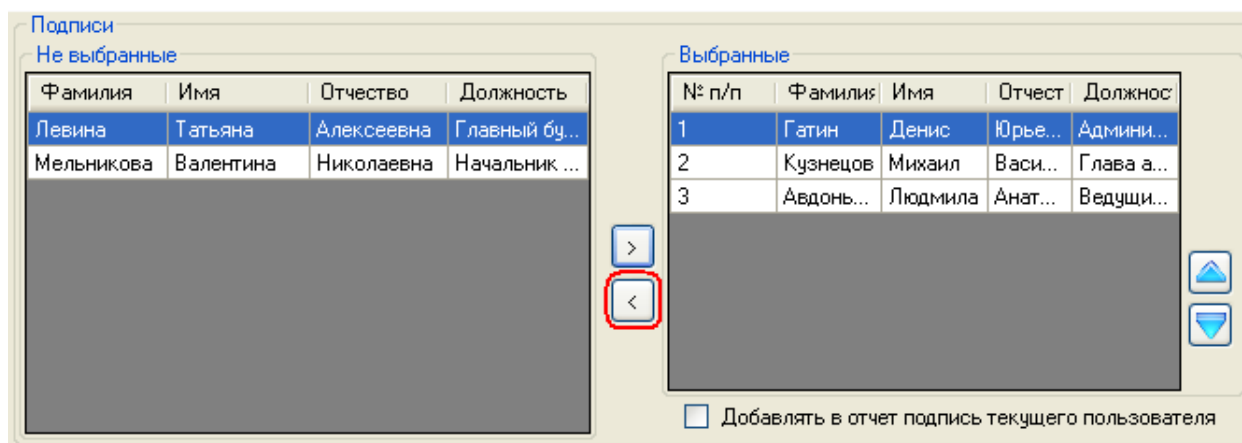 Подписи
Не выбранные
Фамилия Имя Отчество Должность
Левина Татьяна Алексеевна Главный бу...
Мельникова Валентина Николаевна Начальник ...
>
<
Выбранные
№ п/п Фамилия Имя Отчест Должнос
1 Гатин Денис Юрье... Админи...
2 Кузнецов Михаил Васи... Глава а...
3 Авдонь... Людмила Анат... Ведущи...
Добавлять в отчет подпись текущего пользователя